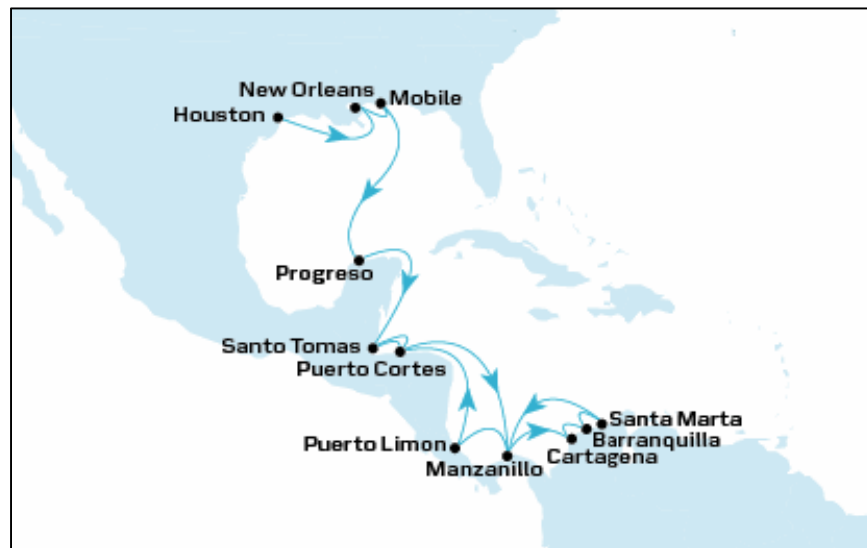 New Orleans
Mobile
Houston
Progreso
Santo Tomas
Puerto Cortes
Santa Marta
Puerto Limon
Barranquilla
Cartagena
Manzanillo